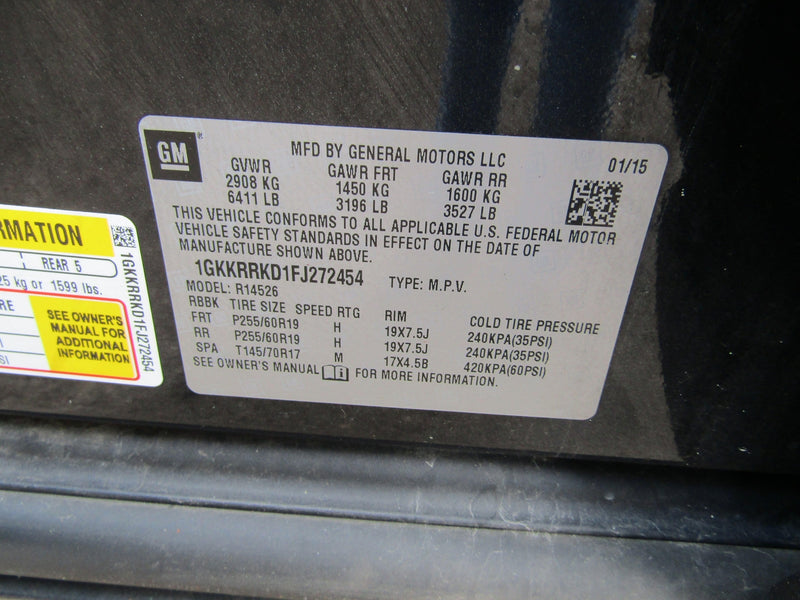 GM
®
MFD BY GENERAL MOTORS LLC
01/15
GVWR GAWR FRT GAWR RR
2908 KG 1450 KG 1600 KG
6411 LB 3196 LB 3527 LB
THIS VEHICLE CONFORMS TO ALL APPLICABLE U.S. FEDERAL MOTOR
VEHICLE SAFETY STANDARDS IN EFFECT ON THE DATE OF
MANUFACTURE SHOWN ABOVE.
1GKKRRKD1FJ272454 TYPE: M.P.V.
MODEL: R14526
RBBK TIRE SIZE SPEED RTG RIM COLD TIRE PRESSURE
FRT P255/60R19 H 19X7.5J 240KPA(35PSI)
RR P255/60R19 H 19X7.5J 240KPA(35PSI)
SPA T145/70R17 M 17X4.5B 420KPA(60PSI)
SEE OWNER'S MANUAL i FOR MORE INFORMATION.
RMATION
REAR 5
25 kg or 1599 lbs.
RE
SEE OWNER'S
MANUAL FOR
ADDITIONAL
INFORMATION
SI
1GKKRRKD1FJ272454